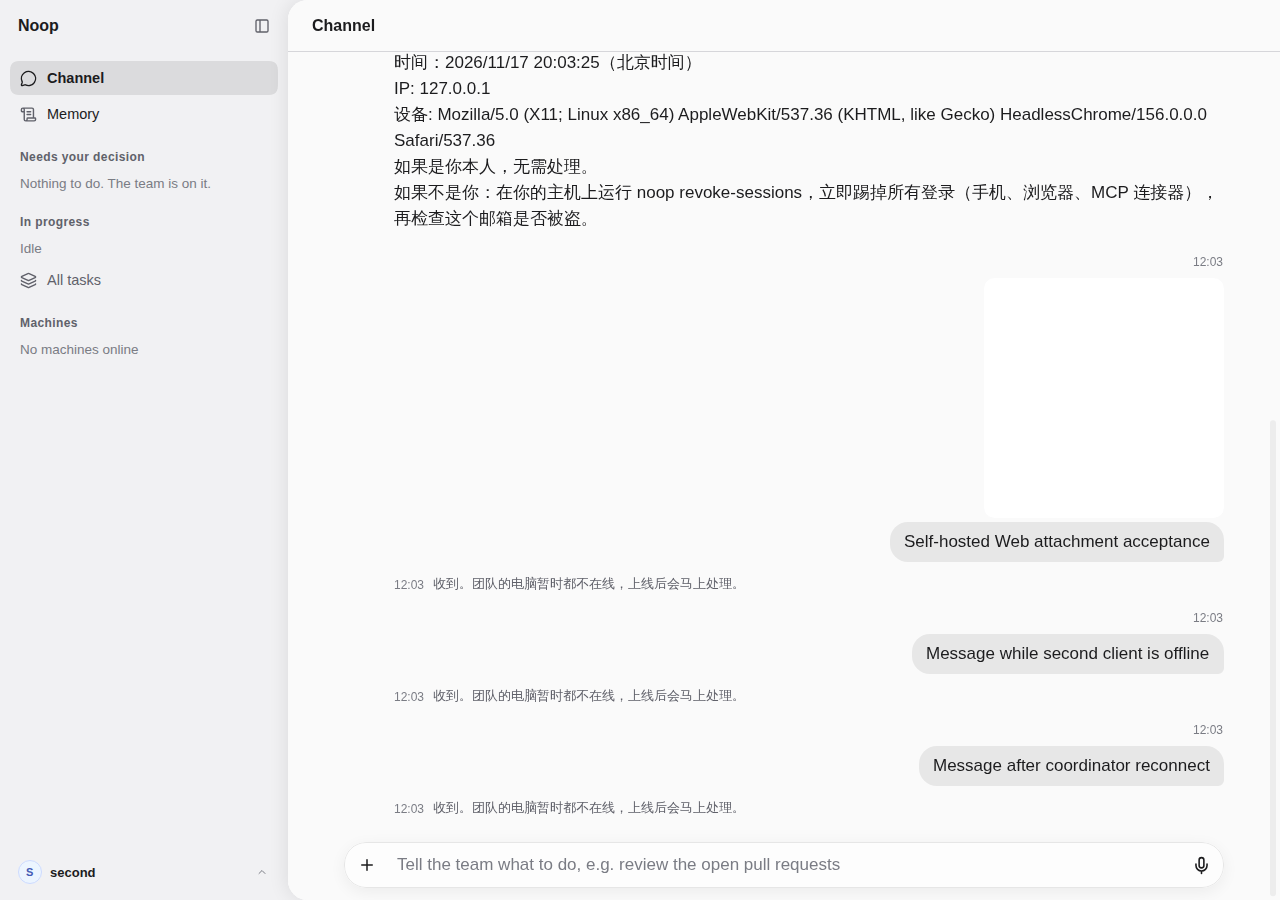 Noop
Channel
Memory
Needs your decision
Nothing to do. The team is on it.
In progress
Idle
All tasks
Machines
No machines online
S second
Channel
时间：2026/11/17 20:03:25（北京时间）
IP: 127.0.0.1
设备: Mozilla/5.0 (X11; Linux x86_64) AppleWebKit/537.36 (KHTML, like Gecko) HeadlessChrome/156.0.0.0
Safari/537.36
如果是你本人，无需处理。
如果不是你：在你的主机上运行 noop revoke-sessions，立即踢掉所有登录（手机、浏览器、MCP 连接器），
再检查这个邮箱是否被盗。
12:03
Self-hosted Web attachment acceptance
12:03 收到。团队的电脑暂时都不在线，上线后会马上处理。
12:03
Message while second client is offline
12:03 收到。团队的电脑暂时都不在线，上线后会马上处理。
12:03
Message after coordinator reconnect
12:03 收到。团队的电脑暂时都不在线，上线后会马上处理。
Tell the team what to do, e.g. review the open pull requests